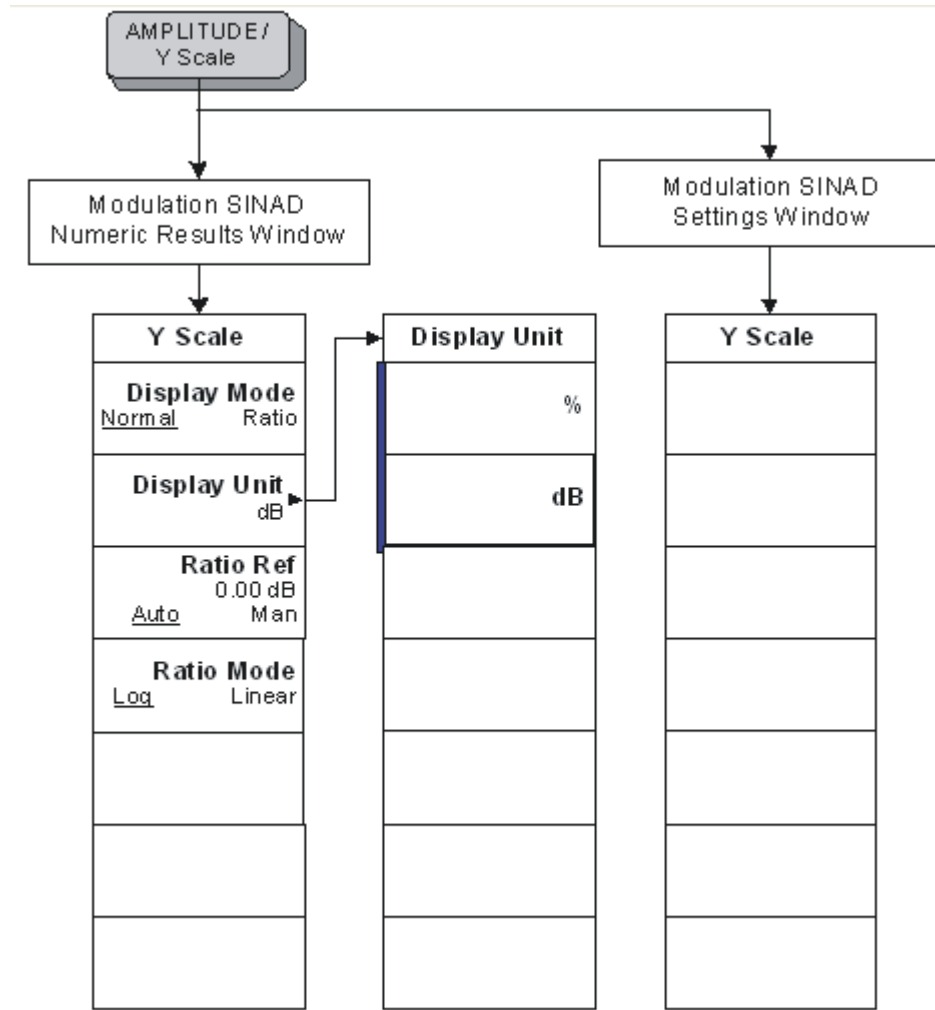 AMPLITUDE/
Y Scale
Modulation SINAD
Numeric Results Window
Modulation SINAD
Settings Window
Y Scale
Display Mode
Normal Ratio
Display Unit
dB
Ratio Ref
0.00 dB
Auto Man
Ratio Mode
Log Linear
Display Unit
%
dB
Y Scale